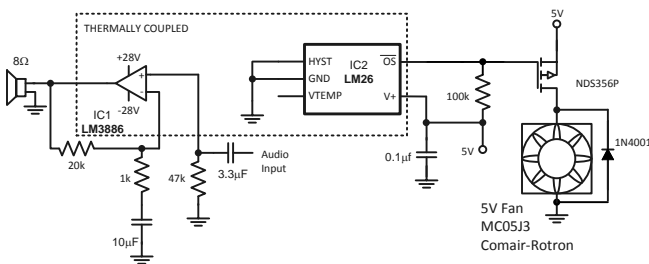 THERMALLY COUPLED
8Ω
+28V
+
-
-28V
IC1
LM3886
20k
1k
10µF
47k
3.3µF
Audio
Input
HYST
GND
VTEMP
IC2
LM26
OS
V+
100k
0.1µf
5V
5V
NDS356P
1N4001
5V Fan
MC05J3
Comair-Rotron